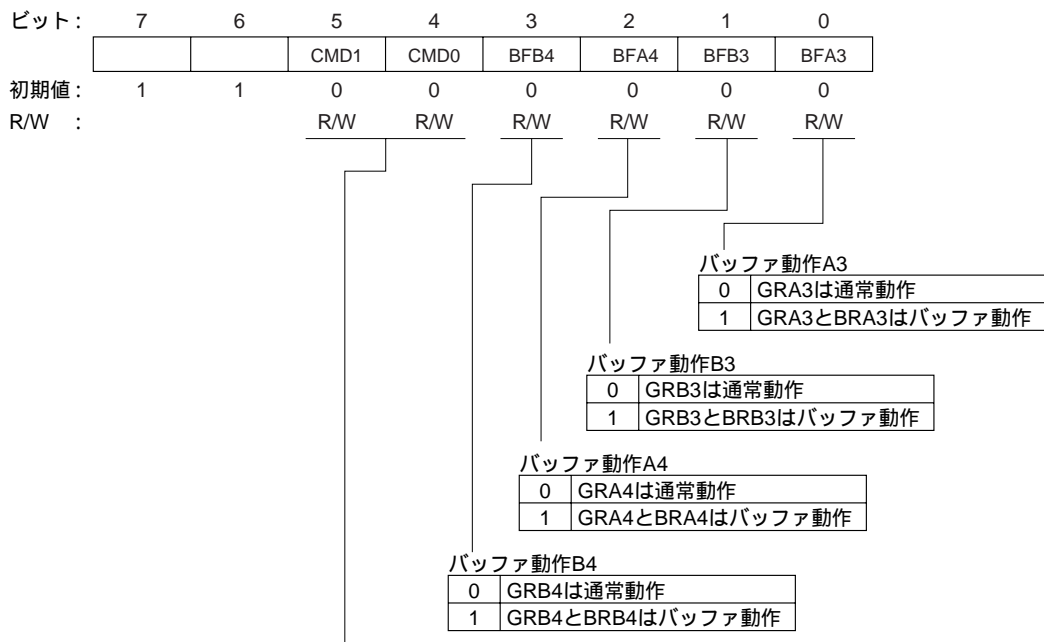 ビット： 7 6 5 4 3 2 1 0
CMD1 CMD0 BFB4 BFA4 BFB3 BFA3
初期値： 1 1 0 0 0 0 0 0
R/W ： R/W R/W R/W R/W R/W R/W
バッファ動作A3
0 GRA3は通常動作
1 GRA3とBRA3はバッファ動作
バッファ動作B3
0 GRB3は通常動作
1 GRB3とBRB3はバッファ動作
バッファ動作A4
0 GRA4は通常動作
1 GRA4とBRA4はバッファ動作
バッファ動作B4
0 GRB4は通常動作
1 GRB4とBRB4はバッファ動作